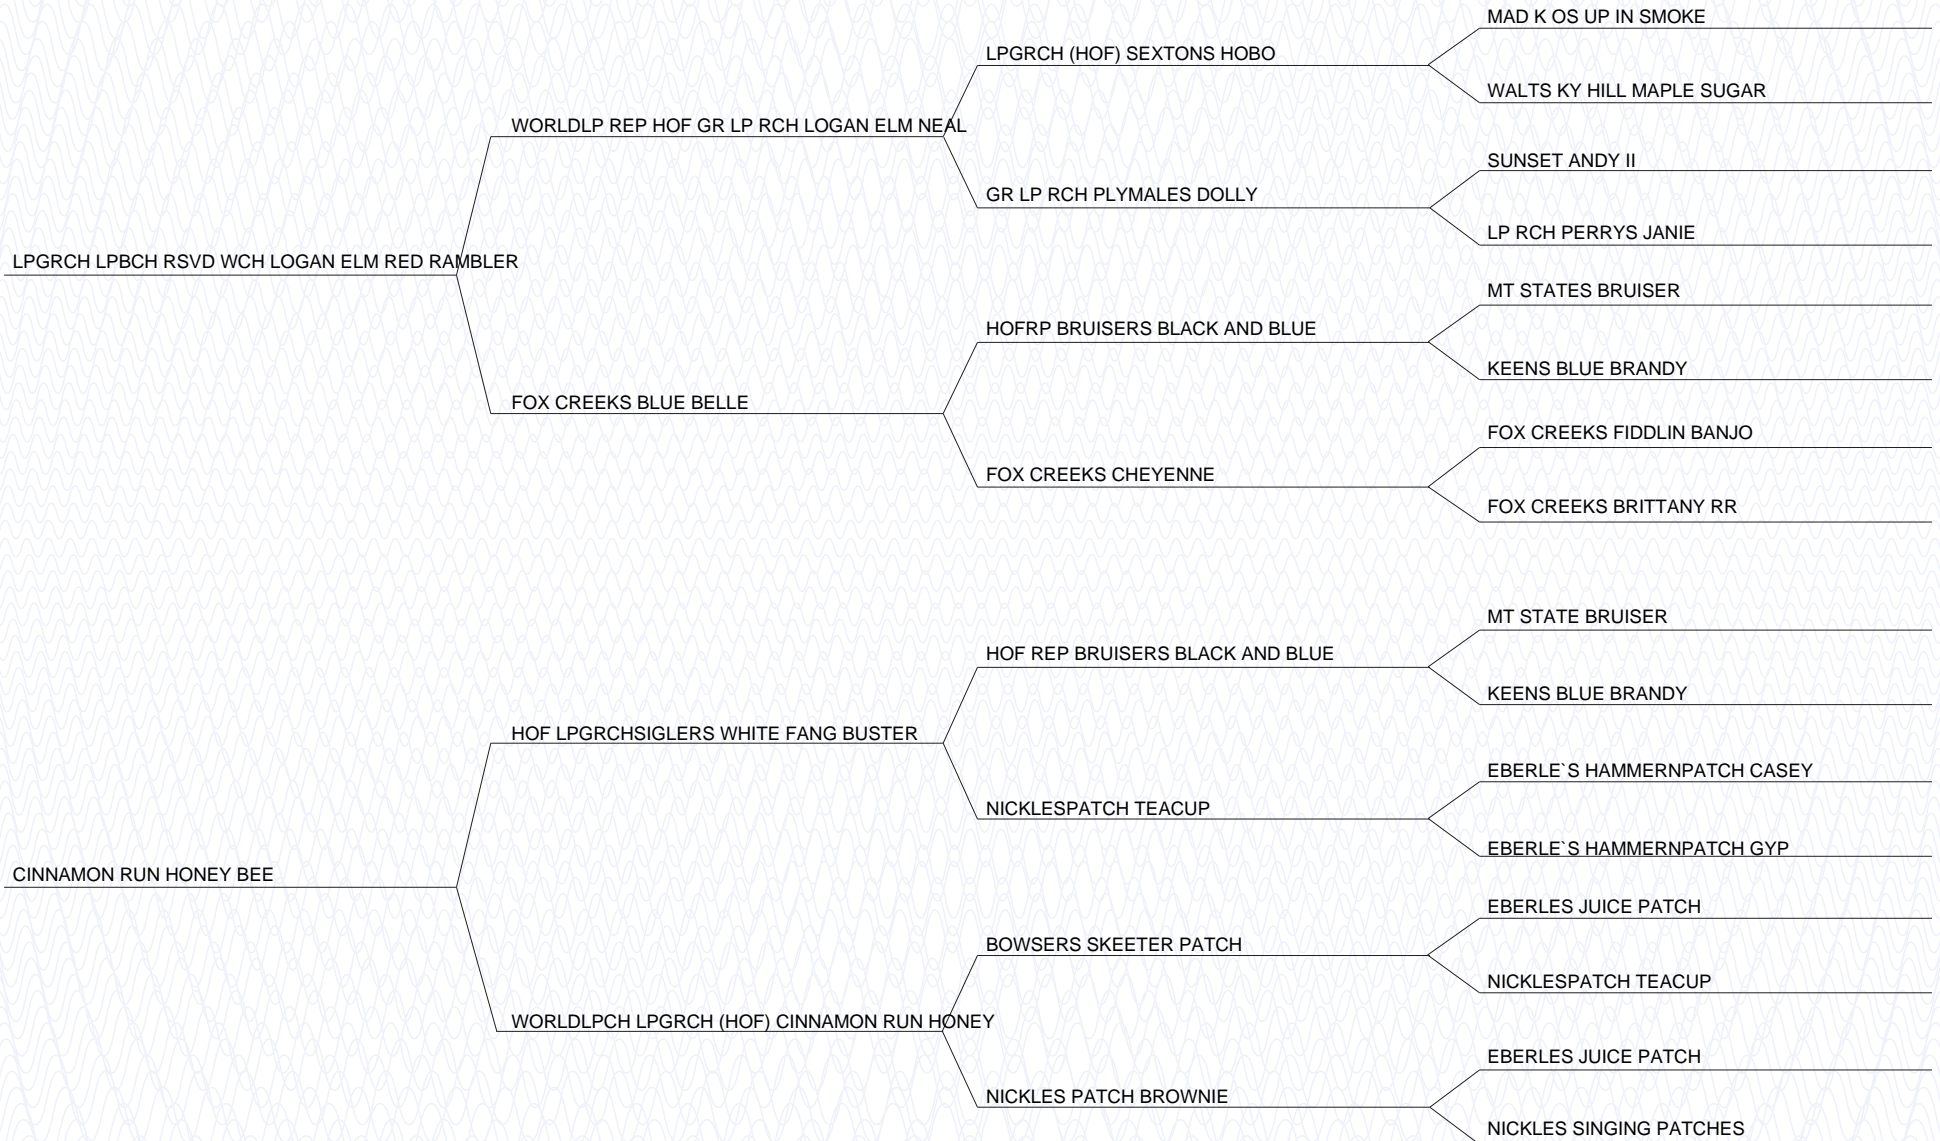 MAD K OS UP IN SMOKE
LPGRCH (HOF) SEXTONS HOBO
WALTS KY HILL MAPLE SUGAR
WORLDLP REP HOF GR LP RCH LOGAN ELM NEAL
SUNSET ANDY II
GR LP RCH PLYMALES DOLLY
LP RCH PERRYS JANIE
LPGRCH LPBCH RSVD WCH LOGAN ELM RED RAMBLER
MT STATES BRUISER
HOFRP BRUISERS BLACK AND BLUE
KEENS BLUE BRANDY
FOX CREEKS BLUE BELLE
FOX CREEKS FIDDLIN BANJO
FOX CREEKS CHEYENNE
FOX CREEKS BRITTANY RR
MT STATE BRUISER
HOF REP BRUISERS BLACK AND BLUE
KEENS BLUE BRANDY
HOF LPGRCHSIGLERS WHITE FANG BUSTER
EBERLE`S HAMMERNPATCH CASEY
NICKLESPATCH TEACUP
EBERLE`S HAMMERNPATCH GYP
CINNAMON RUN HONEY BEE
EBERLES JUICE PATCH
BOWSERS SKEETER PATCH
NICKLESPATCH TEACUP
WORLDLPCH LPGRCH (HOF) CINNAMON RUN HONEY
EBERLES JUICE PATCH
NICKLES PATCH BROWNIE
NICKLES SINGING PATCHES